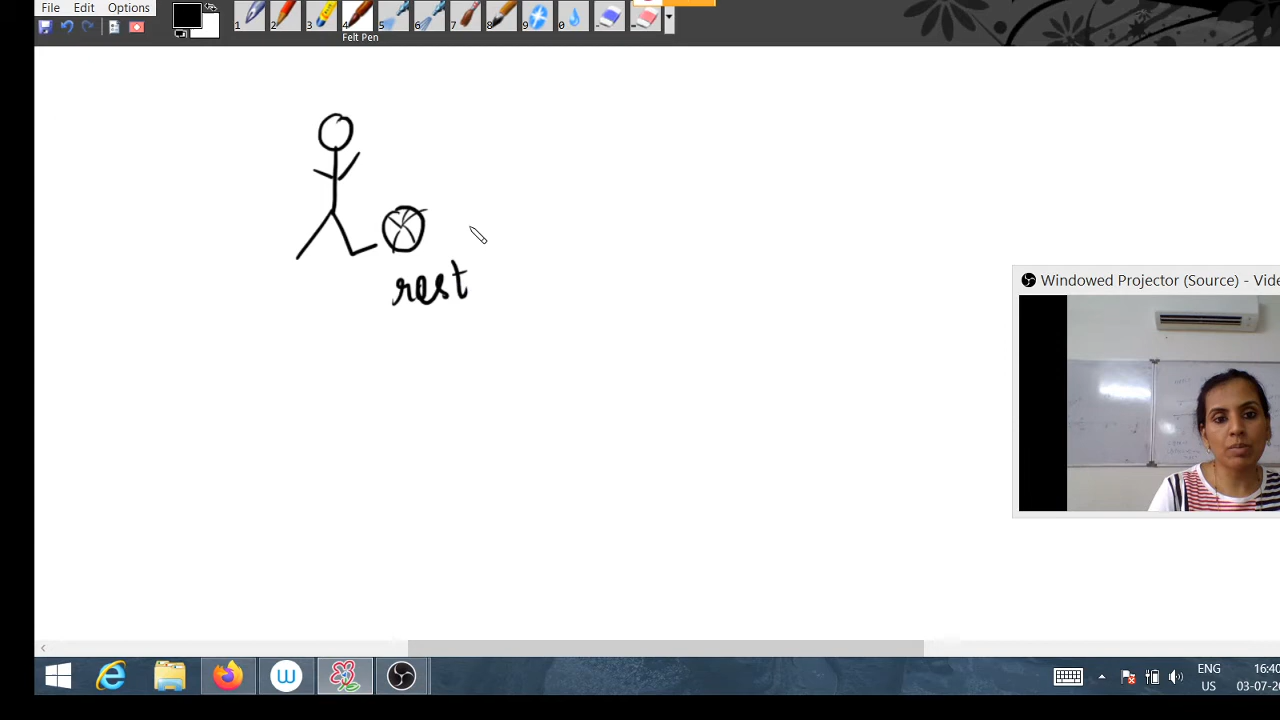 File Edit Options
1 2 3 4 5 6 7 8 9 0
Felt Pen
rest
Windowed Projector (Source) - Vide
ENG
US
16:40
03-07-20